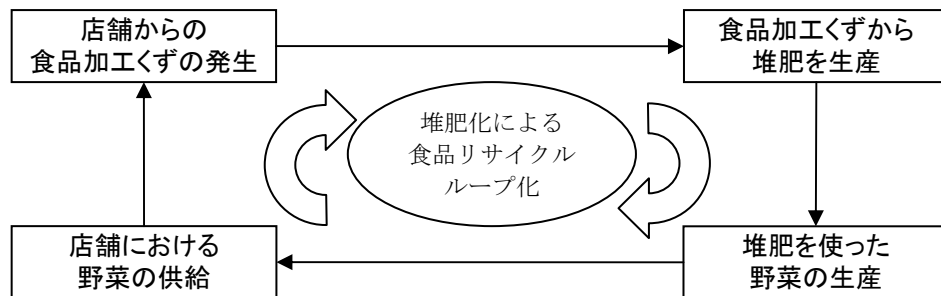 店舗からの
食品加工くずの発生
食品加工くずから
堆肥を生産
堆肥化による
食品リサイクル
ループ化
店舗における
野菜の供給
堆肥を使った
野菜の生産